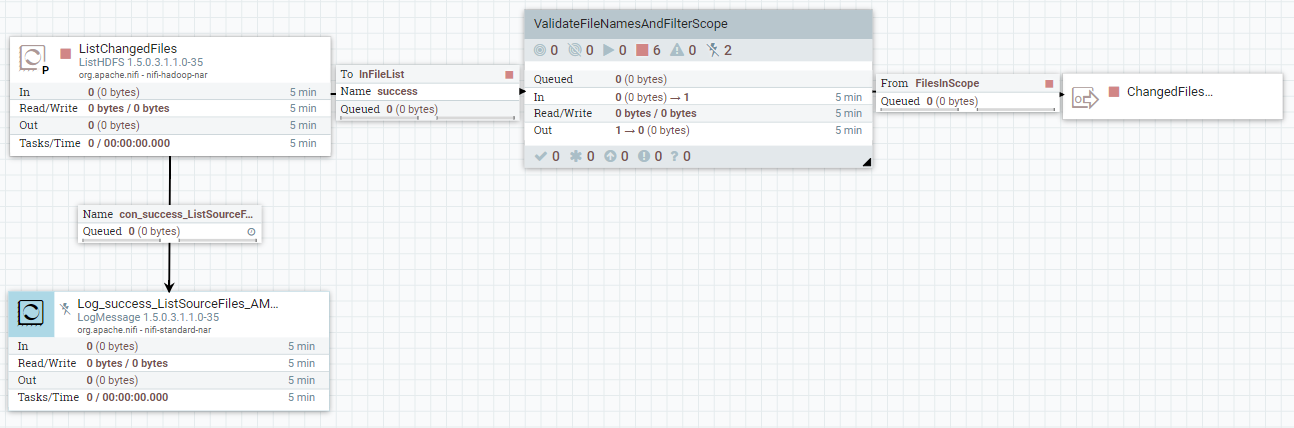 ListChangedFiles
ListHDFS 1.5.0.3.1.1.0-35
org.apache.nifi - nifi-hadoop-nar
P
In 0 (0 bytes) 5 min
Read/Write 0 bytes / 0 bytes 5 min
Out 0 (0 bytes) 5 min
Tasks/Time 0 / 00:00:00.000 5 min
To InFileList
Name success
Queued 0 (0 bytes)
ValidateFileNamesAndFilterScope
0 0 0 6 0 2
Queued 0 (0 bytes)
In 0 (0 bytes) → 1 5 min
Read/Write 0 bytes / 0 bytes 5 min
Out 1 → 0 (0 bytes) 5 min
0 0 0 0 ? 0
From FilesInScope
Queued 0 (0 bytes)
ChangedFiles...
Name con_success_ListSourceF...
Queued 0 (0 bytes)
Log_success_ListSourceFiles_AM...
LogMessage 1.5.0.3.1.1.0-35
org.apache.nifi - nifi-standard-nar
In 0 (0 bytes) 5 min
Read/Write 0 bytes / 0 bytes 5 min
Out 0 (0 bytes) 5 min
Tasks/Time 0 / 00:00:00.000 5 min